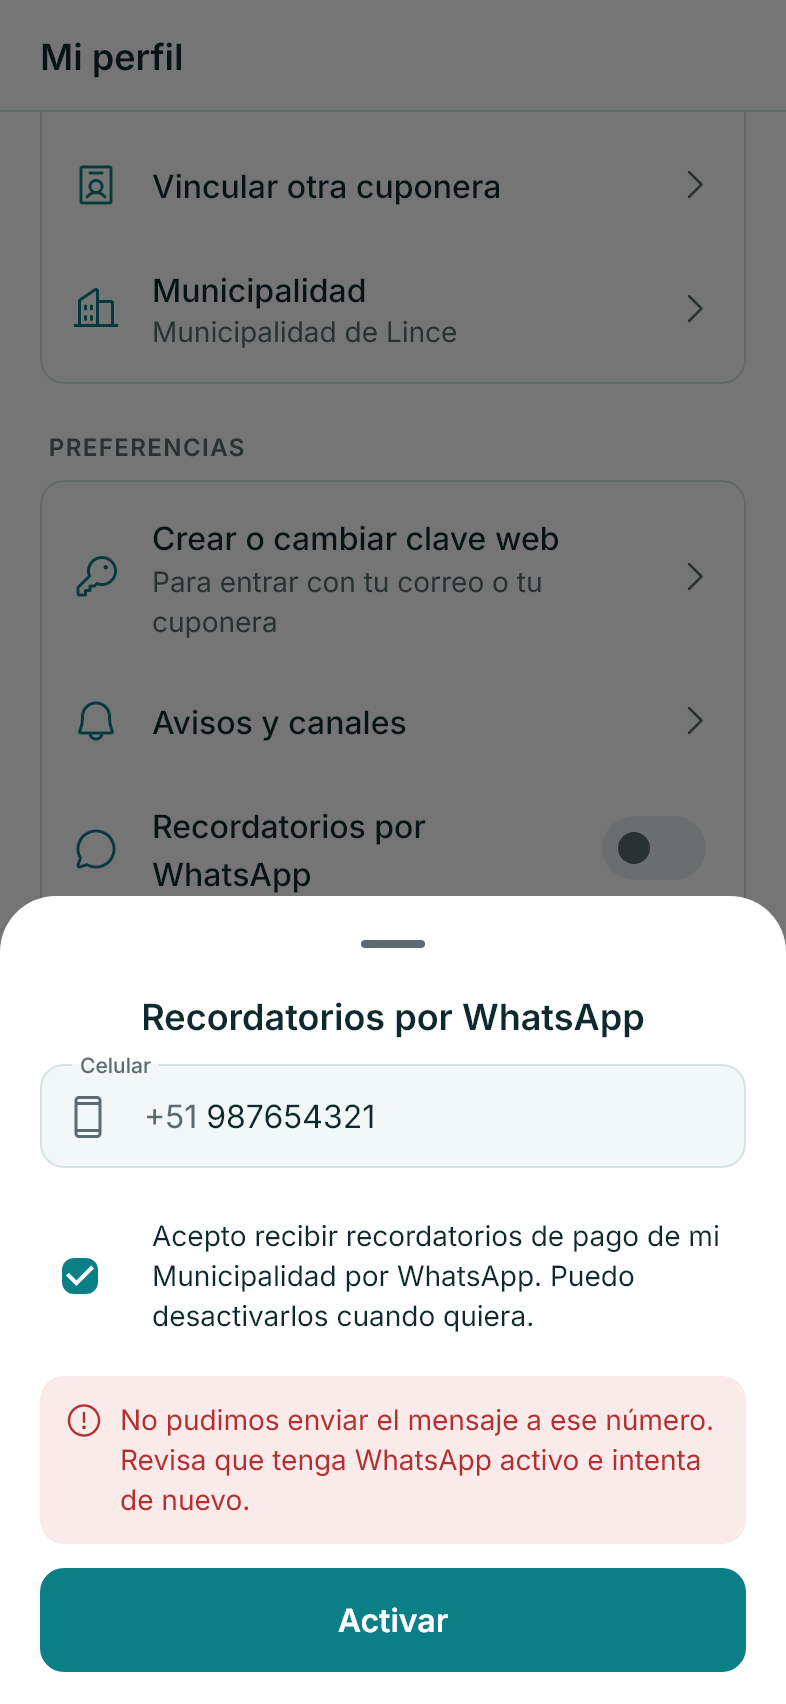 Mi perfil
Vincular otra cuponera
Municipalidad
Municipalidad de Lince
PREFERENCIAS
Crear o cambiar clave web
Para entrar con tu correo o tu
cuponera
Avisos y canales
Recordatorios por
WhatsApp
Recordatorios por WhatsApp
Celular
+51 987654321
Acepto recibir recordatorios de pago de mi
Municipalidad por WhatsApp. Puedo
desactivarlos cuando quiera.
No pudimos enviar el mensaje a ese número.
Revisa que tenga WhatsApp activo e intenta
de nuevo.
Activar